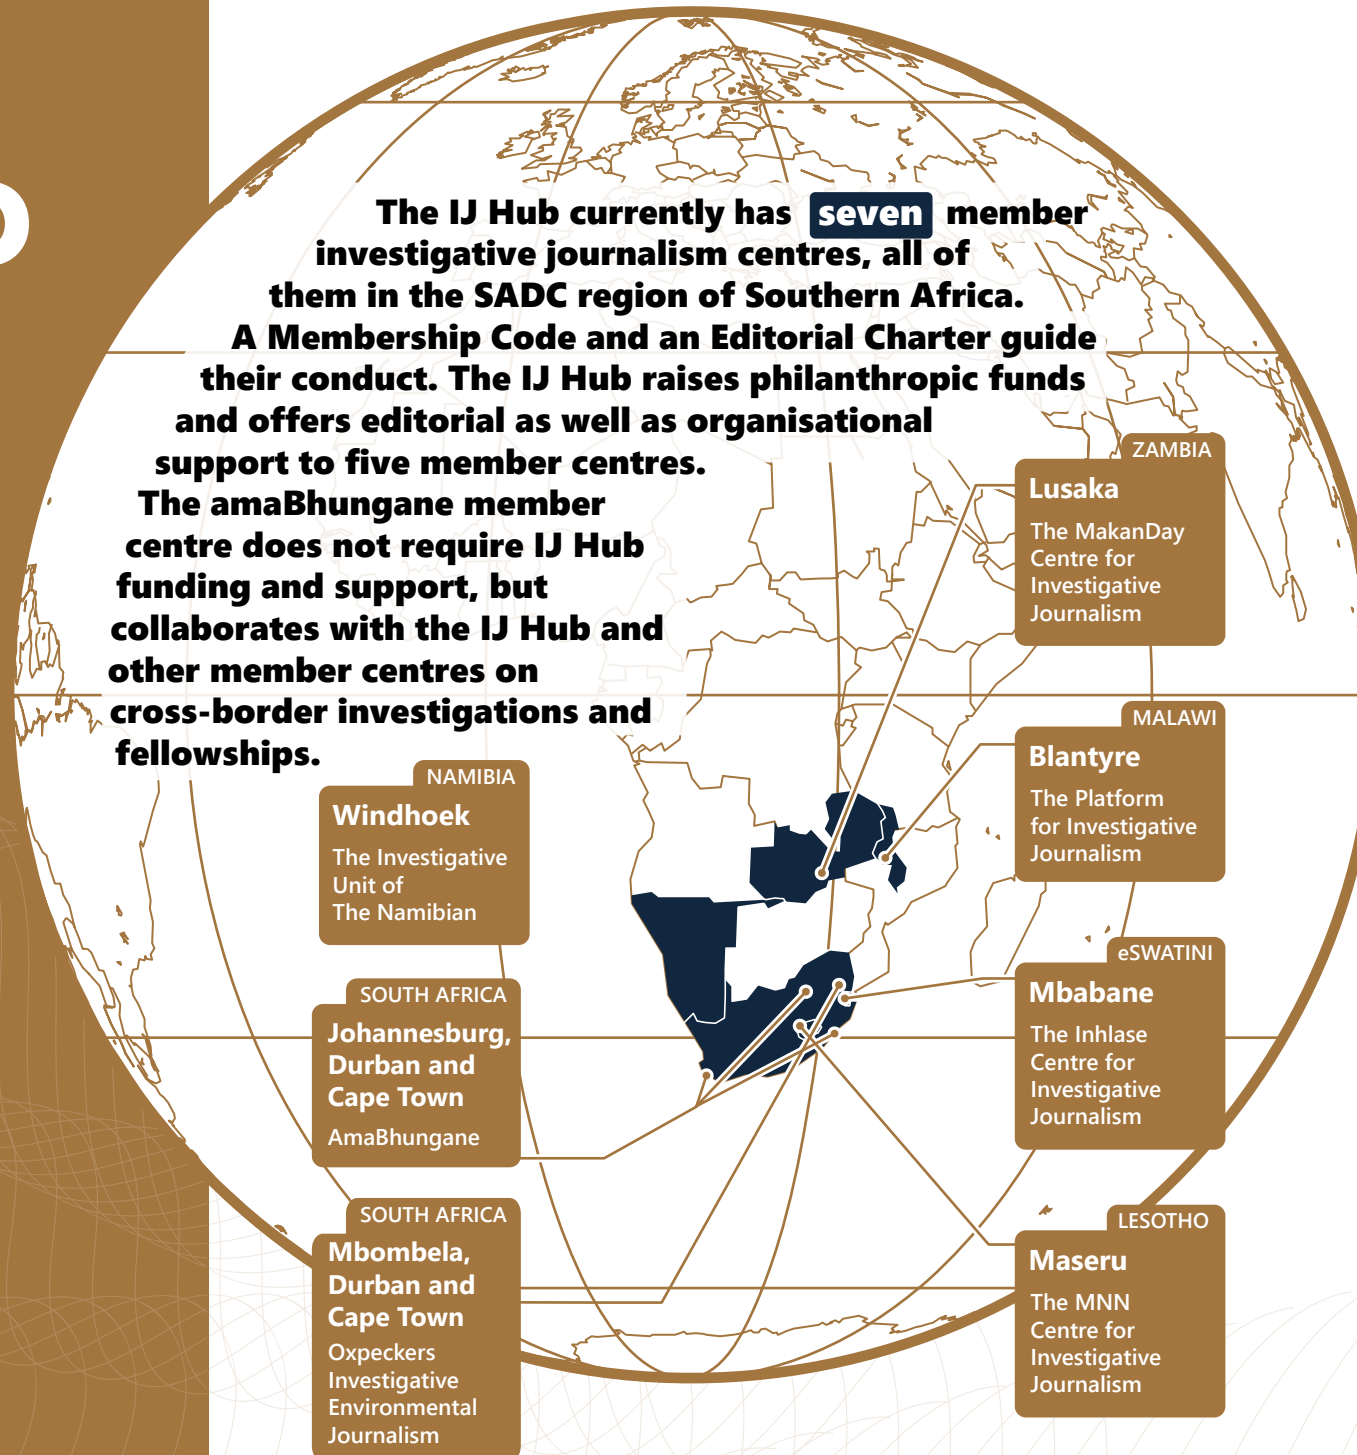 The IJ Hub currently has seven member
investigative journalism centres, all of
them in the SADC region of Southern Africa.
A Membership Code and an Editorial Charter guide
their conduct. The IJ Hub raises philanthropic funds
and offers editorial as well as organisational
support to five member centres.
The amaBhungane member
centre does not require IJ Hub
funding and support, but
collaborates with the IJ Hub and
other member centres on
cross-border investigations and
fellowships.
NAMIBIA
Windhoek
The Investigative
Unit of
The Namibian
SOUTH AFRICA
Johannesburg,
Durban and
Cape Town
AmaBhungane
SOUTH AFRICA
Mbombela,
Durban and
Cape Town
Oxpeckers
Investigative
Environmental
Journalism
ZAMBIA
Lusaka
The MakanDay
Centre for
Investigative
Journalism
MALAWI
Blantyre
The Platform
for Investigative
Journalism
eSWATINI
Mbabane
The Inhlase
Centre for
Investigative
Journalism
LESOTHO
Maseru
The MNN
Centre for
Investigative
Journalism